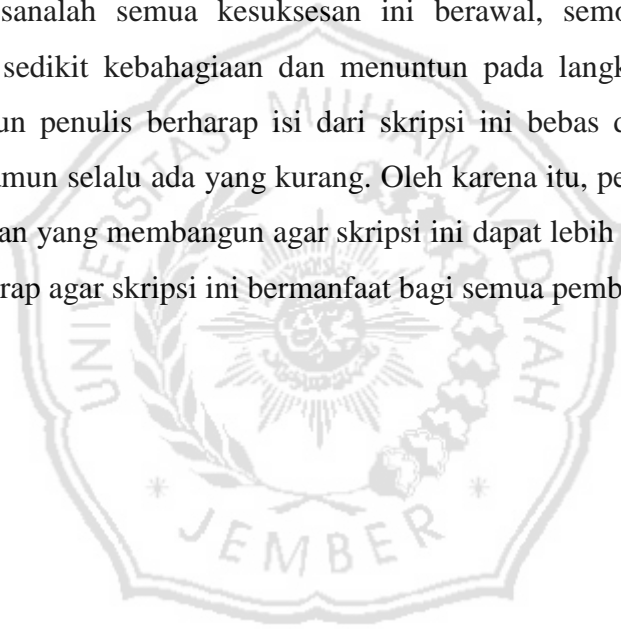 sanalah semua kesuksesan ini berawal, semo
sedikit kebahagiaan dan menuntun pada langk
un penulis berharap isi dari skripsi ini bebas d
amun selalu ada yang kurang. Oleh karena itu, pe
an yang membangun agar skripsi ini dapat lebih
rap agar skripsi ini bermanfaat bagi semua pemb
UNIVERSITAS MUHAMMADIYAH
JEMBER